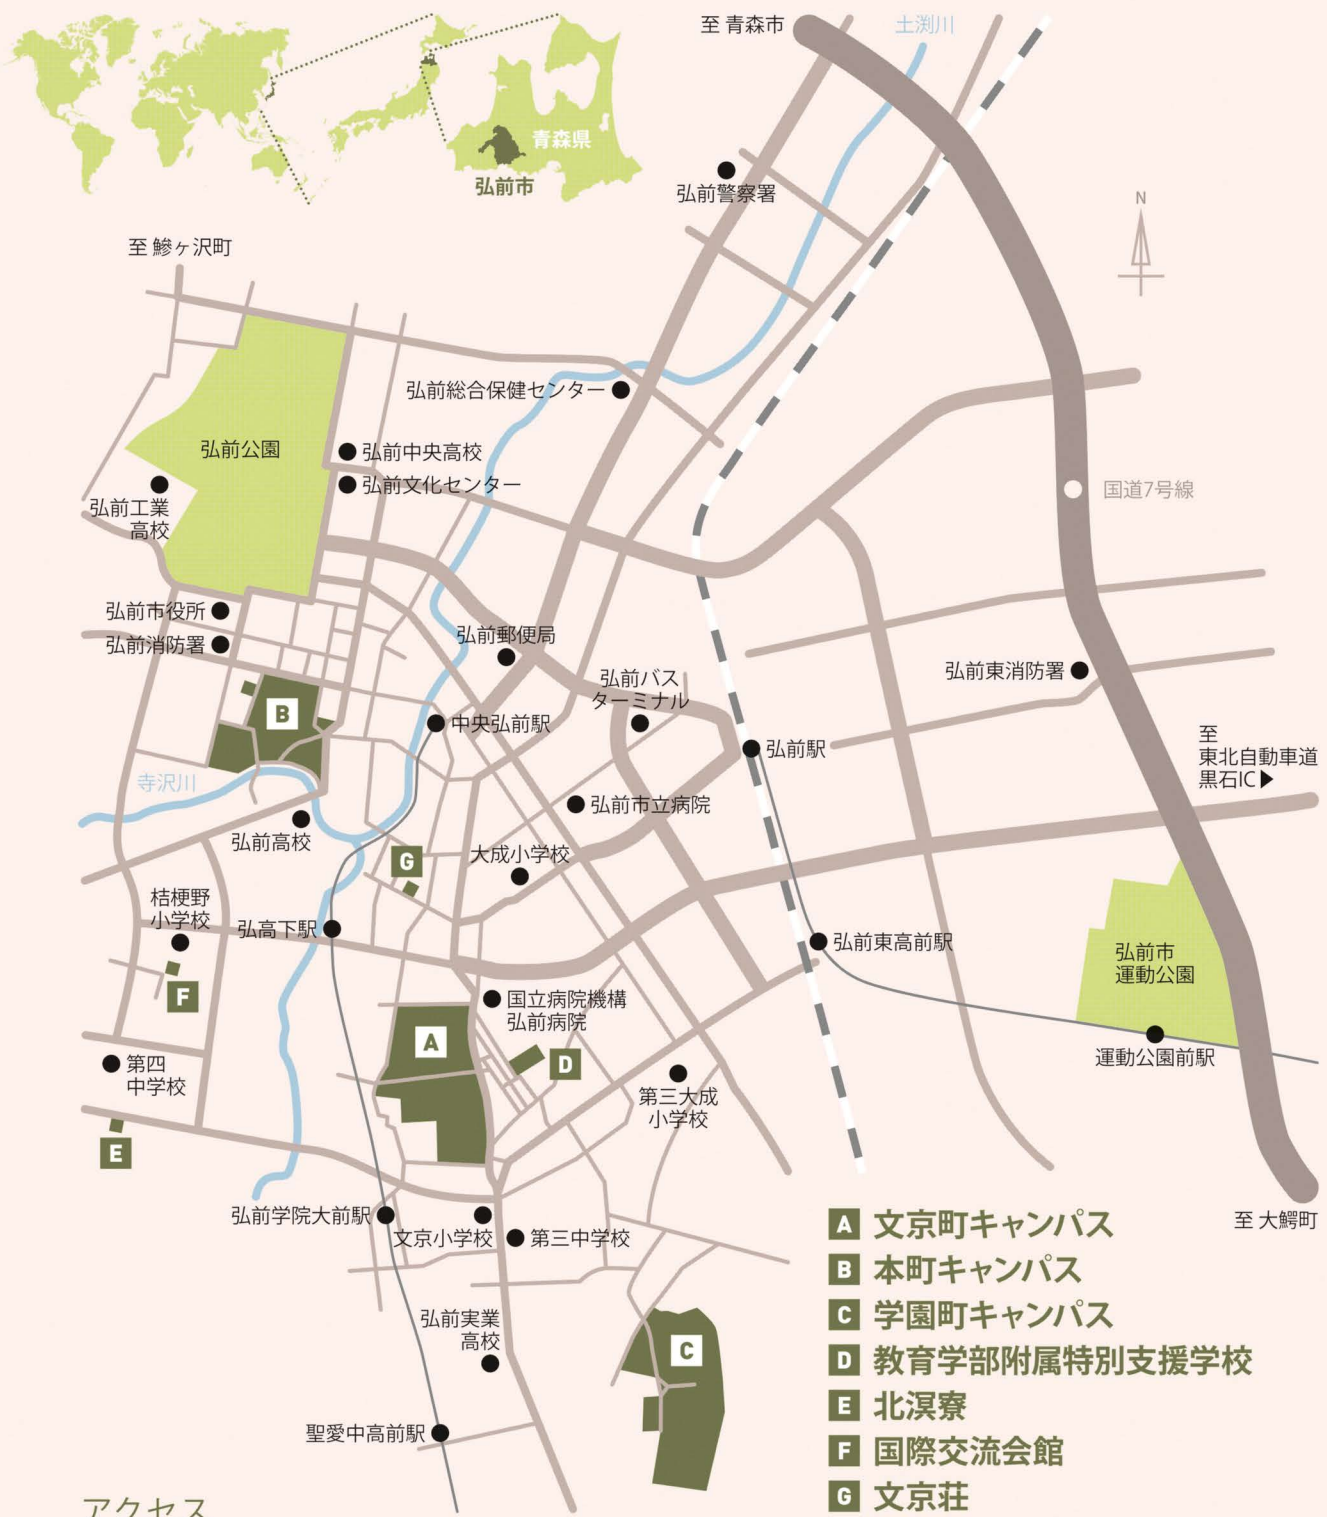 至 青森市
土渕川
青森県
弘前市
弘前警察署
N
至 鰺ヶ沢町
弘前総合保健センター
弘前公園
弘前中央高校
弘前文化センター
弘前工業
高校
国道7号線
弘前市役所
弘前消防署
弘前郵便局
弘前バス
ターミナル
弘前東消防署
B
中央弘前駅
弘前駅
至
東北自動車道
黒石IC▶
寺沢川
弘前市立病院
弘前高校
大成小学校
G
桔梗野
小学校
弘高下駅
弘前東高前駅
弘前市
運動公園
F
国立病院機構
弘前病院
A
D
運動公園前駅
第四
中学校
第三大成
小学校
E
弘前学院大前駅
文京小学校
第三中学校
至 大鰐町
弘前実業
高校
C
聖愛中高前駅
A 文京町キャンパス
B 本町キャンパス
C 学園町キャンパス
D 教育学部附属特別支援学校
E 北溟寮
F 国際交流会館
G 文京荘
アクセス